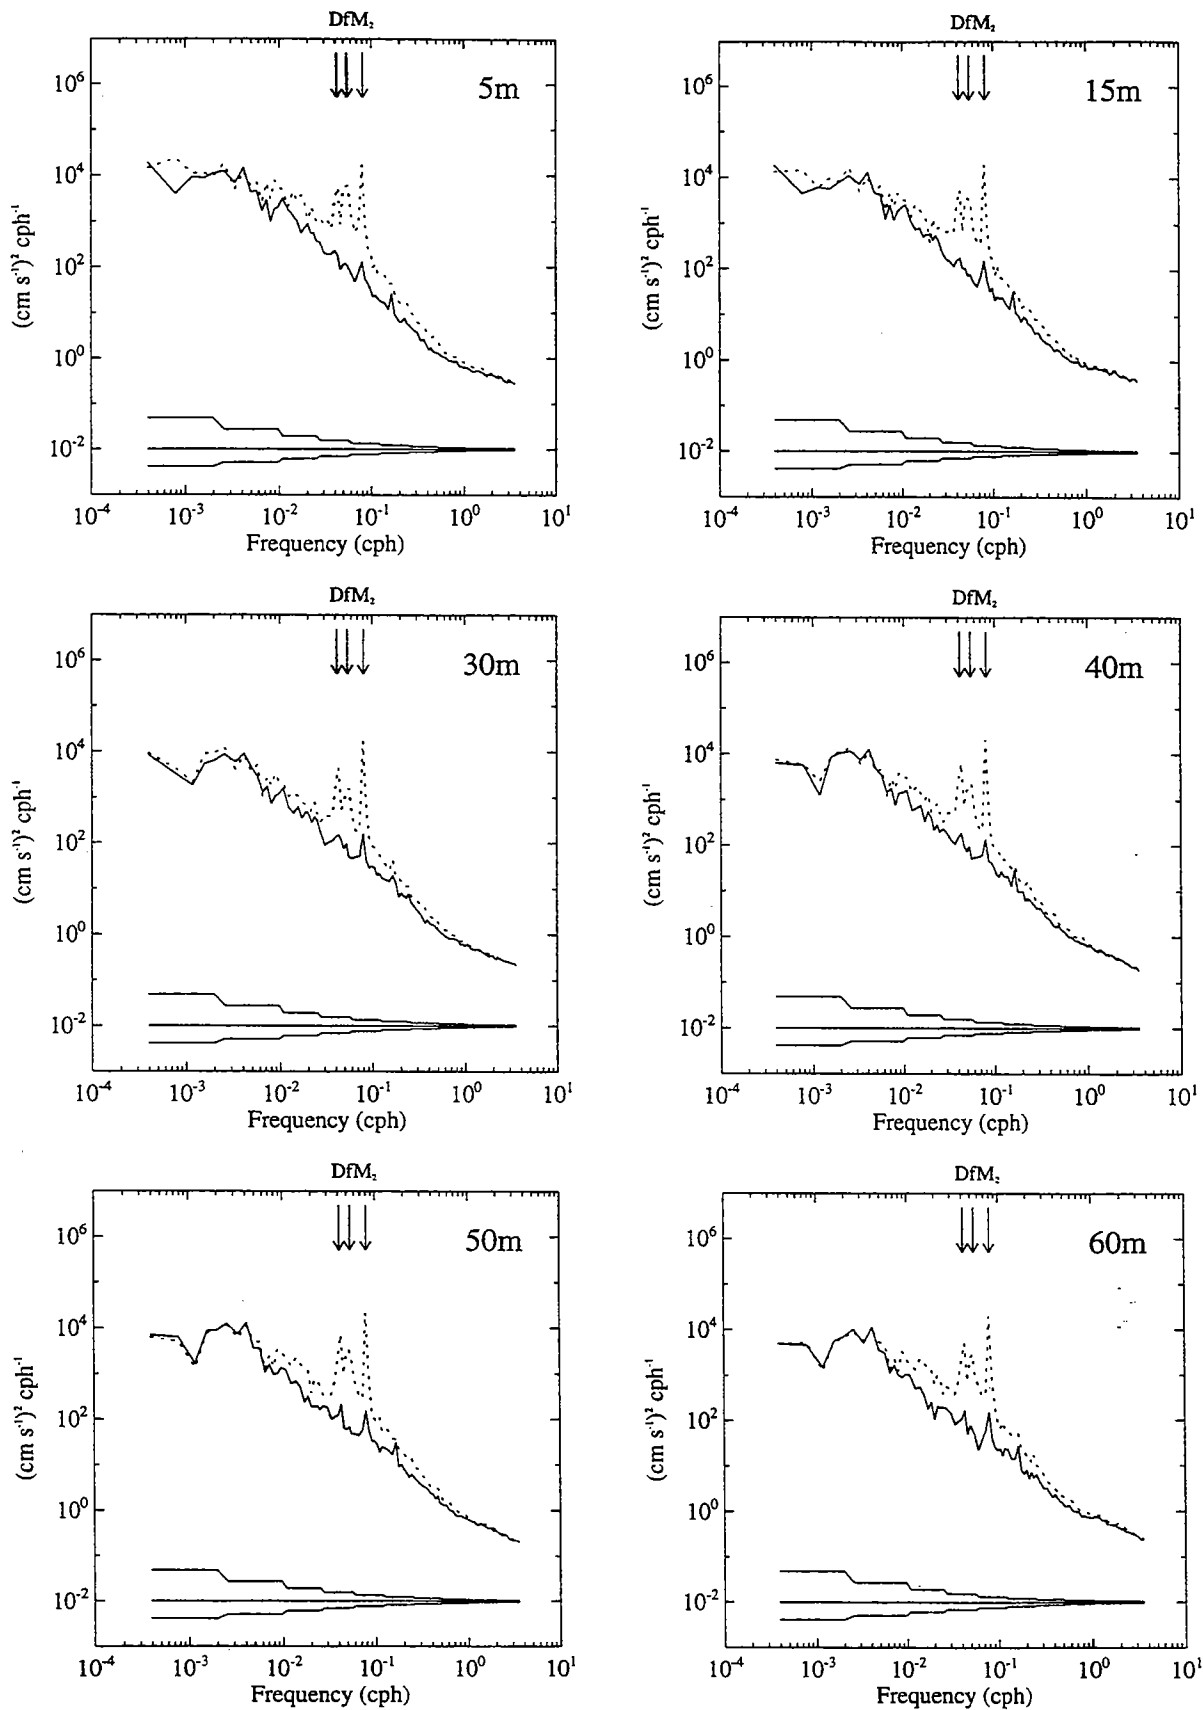 DfM₂
5m
10⁶
10⁴
10²
10⁰
10⁻²
(cm s⁻¹)² cph⁻¹
10⁻⁴ 10⁻³ 10⁻² 10⁻¹ 10⁰ 10¹
Frequency (cph)
DfM₂
15m
10⁶
10⁴
10²
10⁰
10⁻²
(cm s⁻¹)² cph⁻¹
10⁻⁴ 10⁻³ 10⁻² 10⁻¹ 10⁰ 10¹
Frequency (cph)
DfM₂
30m
10⁶
10⁴
10²
10⁰
10⁻²
(cm s⁻¹)² cph⁻¹
10⁻⁴ 10⁻³ 10⁻² 10⁻¹ 10⁰ 10¹
Frequency (cph)
DfM₂
40m
10⁶
10⁴
10²
10⁰
10⁻²
(cm s⁻¹)² cph⁻¹
10⁻⁴ 10⁻³ 10⁻² 10⁻¹ 10⁰ 10¹
Frequency (cph)
DfM₂
50m
10⁶
10⁴
10²
10⁰
10⁻²
(cm s⁻¹)² cph⁻¹
10⁻⁴ 10⁻³ 10⁻² 10⁻¹ 10⁰ 10¹
Frequency (cph)
DfM₂
60m
10⁶
10⁴
10²
10⁰
10⁻²
(cm s⁻¹)² cph⁻¹
10⁻⁴ 10⁻³ 10⁻² 10⁻¹ 10⁰ 10¹
Frequency (cph)